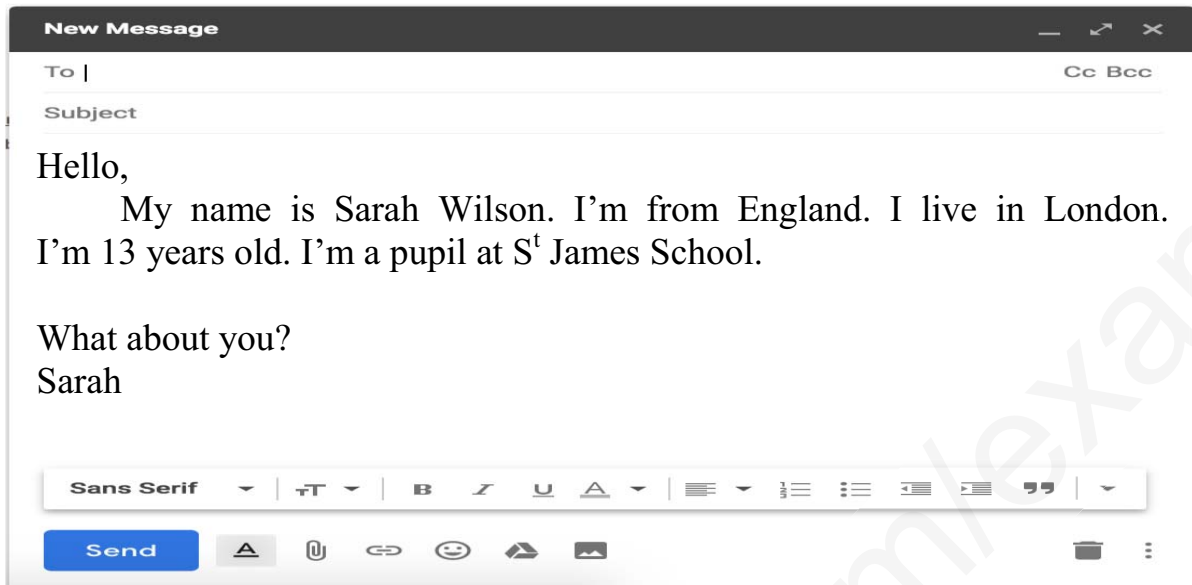 New Message
To
Cc Bcc
Subject
Hello,
My name is Sarah Wilson. I'm from England. I live in London.
I'm 13 years old. I'm a pupil at St James School.
What about you?
Sarah
Sans Serif
Send